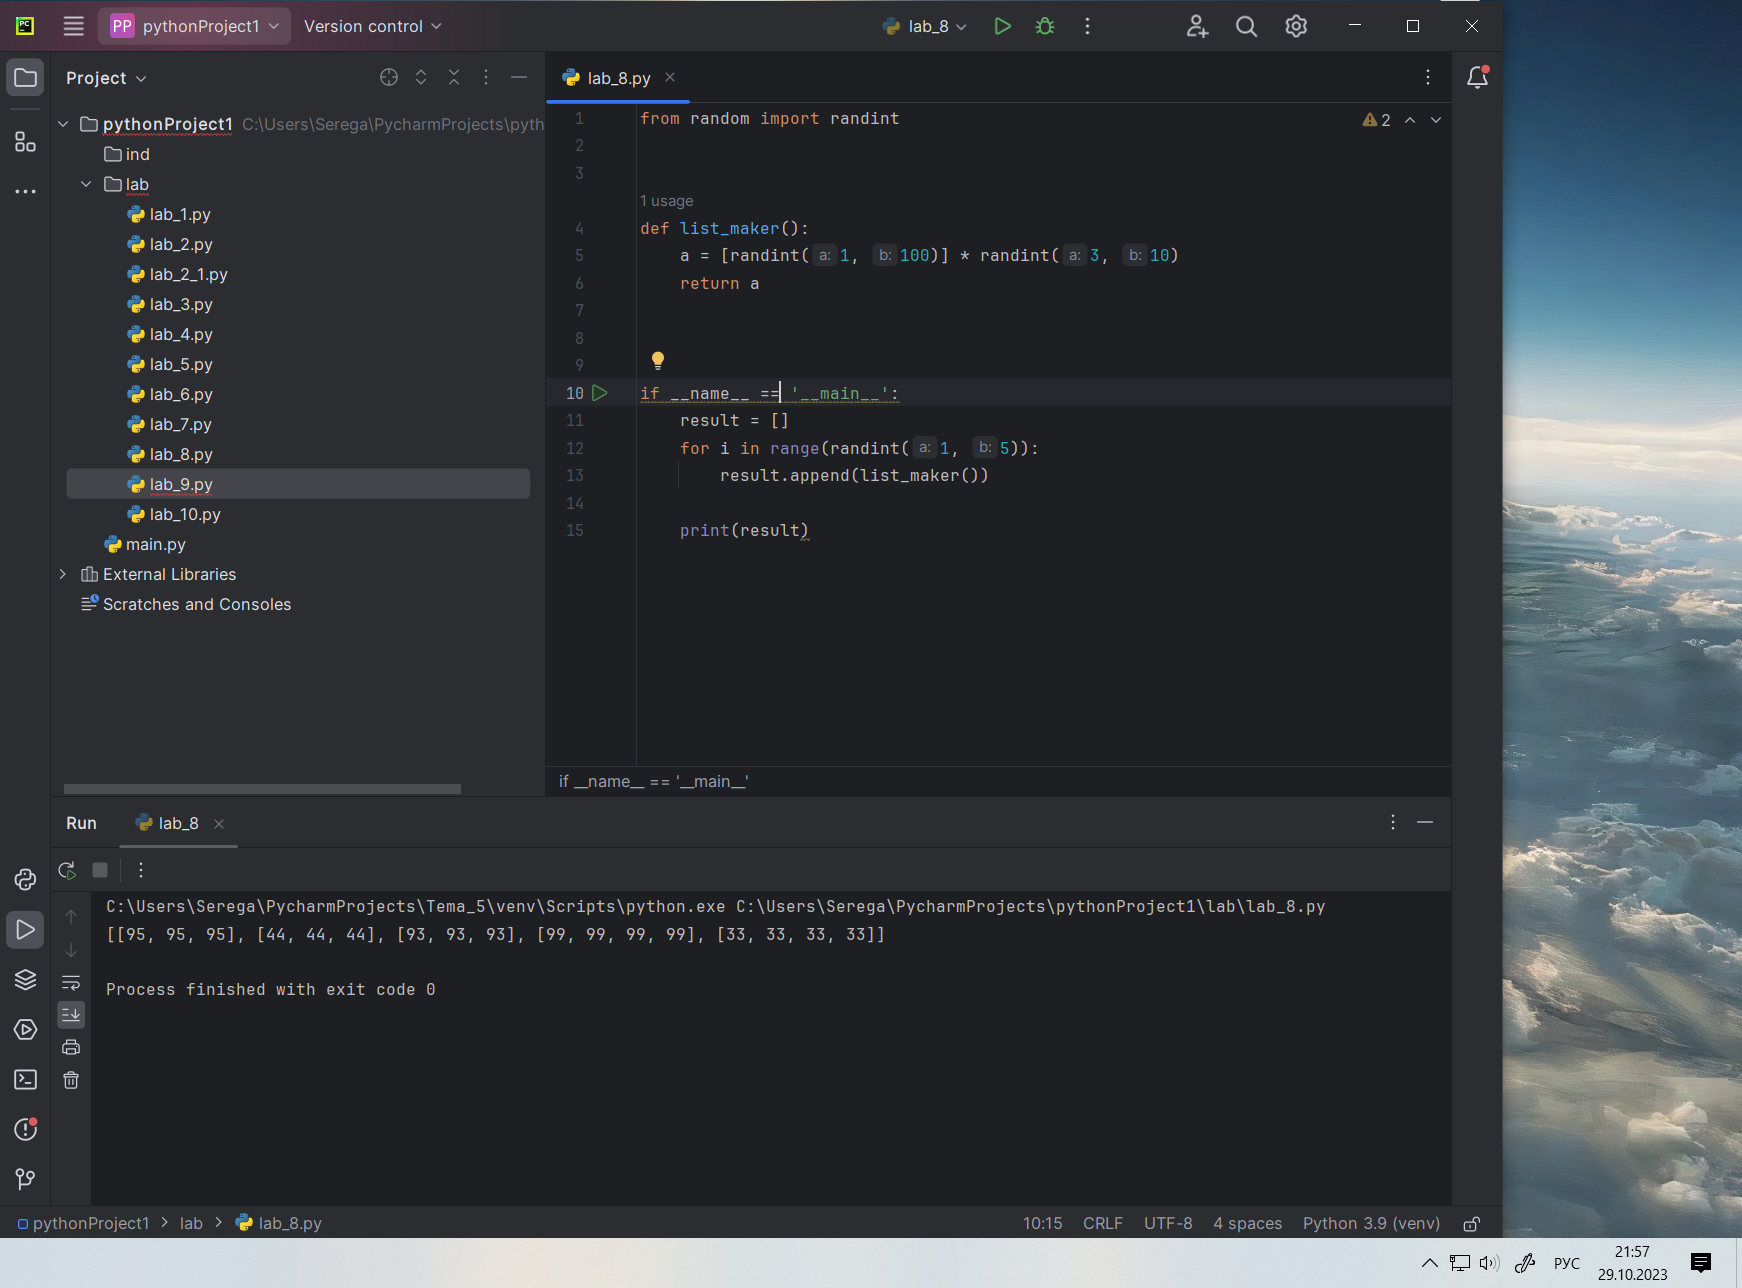 PC
PP pythonProject1 Version control lab_8
Project
pythonProject1 C:\Users\Serega\PycharmProjects\pyth
ind
lab
lab_1.py
lab_2.py
lab_2_1.py
lab_3.py
lab_4.py
lab_5.py
lab_6.py
lab_7.py
lab_8.py
lab_9.py
lab_10.py
main.py
External Libraries
Scratches and Consoles
lab_8.py
2
1 from random import randint
2
3
1 usage
4 def list_maker():
5     a = [randint(a: 1, b: 100)] * randint(a: 3, b: 10)
6     return a
7
8
9
10 if __name__ == '__main__':
11     result = []
12     for i in range(randint(a: 1, b: 5)):
13         result.append(list_maker())
14
15     print(result)
if __name__ == '__main__'
Run lab_8
C:\Users\Serega\PycharmProjects\Tema_5\venv\Scripts\python.exe C:\Users\Serega\PycharmProjects\pythonProject1\lab\lab_8.py
[[95, 95, 95], [44, 44, 44], [93, 93, 93], [99, 99, 99, 99], [33, 33, 33, 33]]
Process finished with exit code 0
pythonProject1 > lab > lab_8.py 10:15 CRLF UTF-8 4 spaces Python 3.9 (venv)
РУС
21:57
29.10.2023